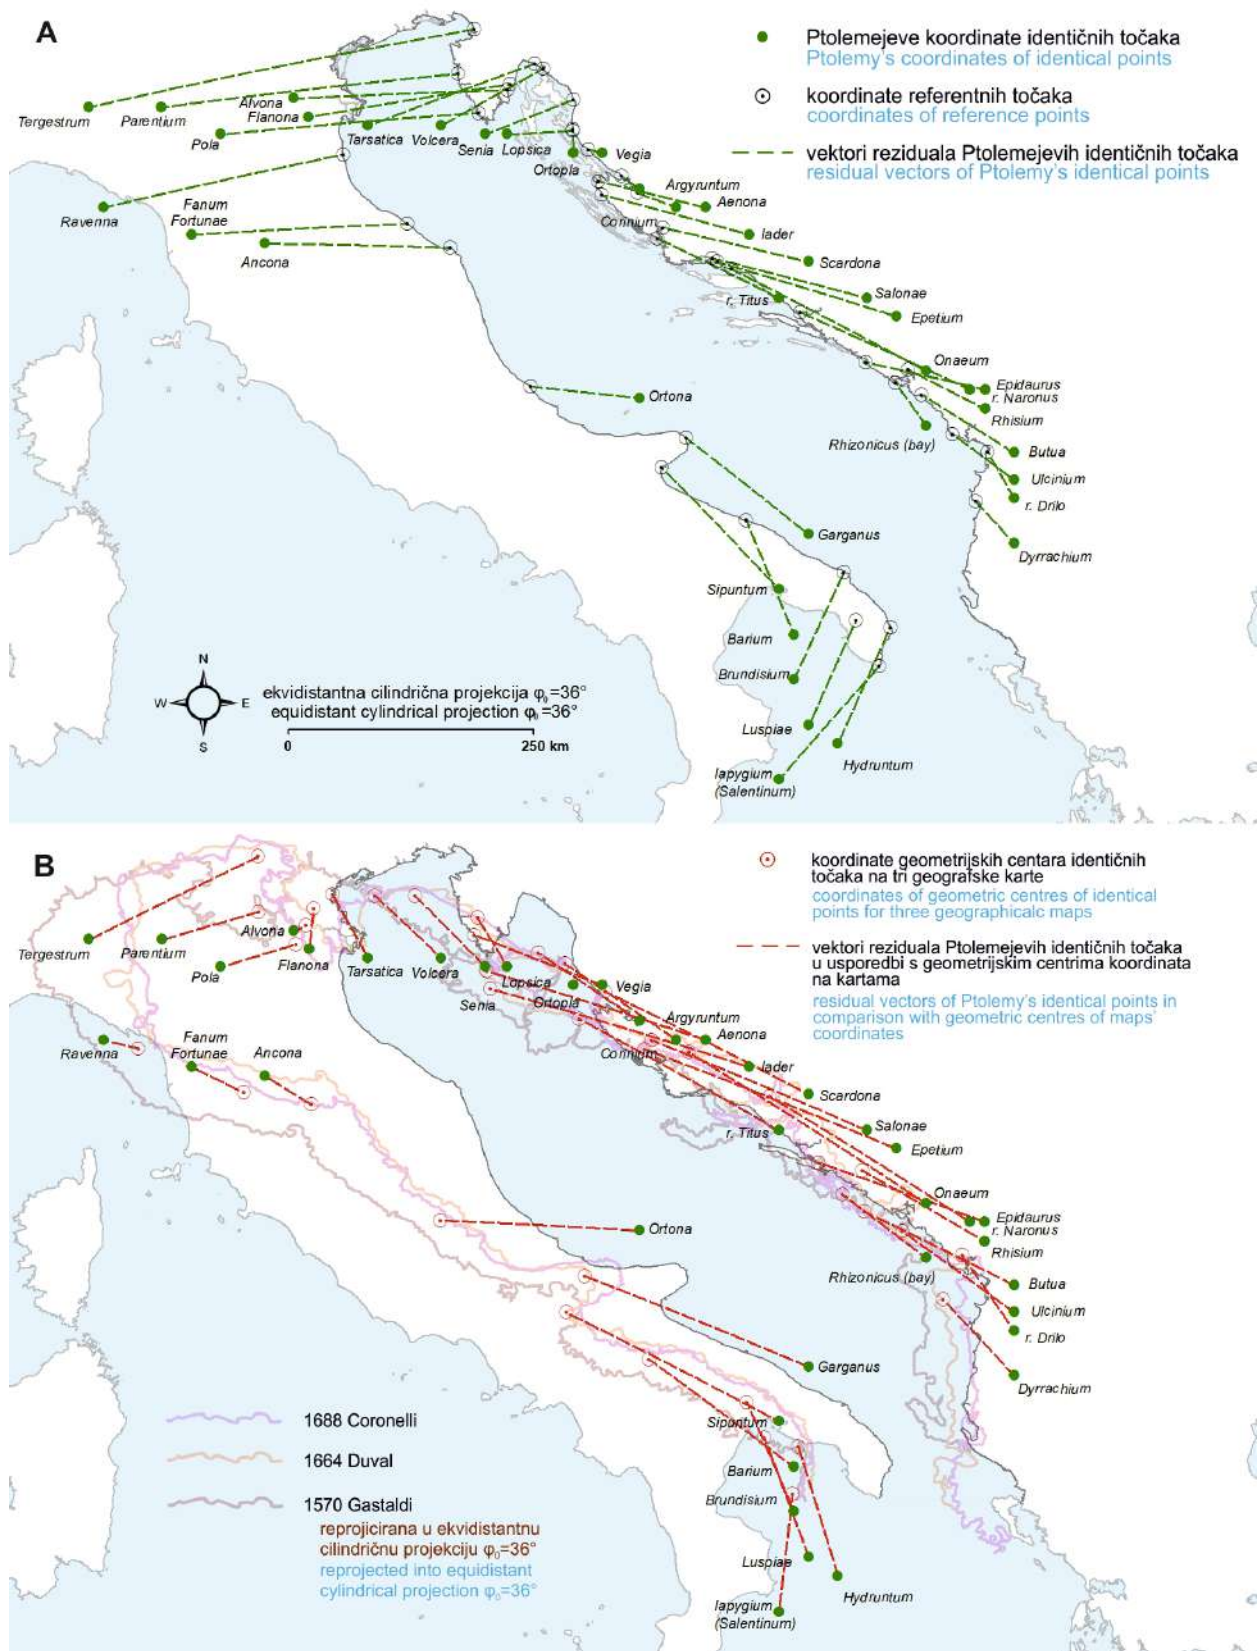 A
Ptolemejeve koordinate identičnih točaka
Ptolemy's coordinates of identical points
koordinate referentnih točaka
coordinates of reference points
vektori reziduala Ptolemejevih identičnih točaka
residual vectors of Ptolemy's identical points
Tergestrum
Parentium
Alvona
Flanona
Pola
Tarsatica
Volcera
Senia
Lopsica
Ortopla
Vegia
Argyruntum
Aenona
Corinium
Iader
Ravenna
Fanum
Fortunae
Ancona
Scardona
r. Titus
Salonae
Epetium
Onaeum
Epidaurus
r. Naronus
Rhisium
Ortona
Rhizonicus (bay)
Butua
Ulcinium
r. Drilo
Garganus
Dyrrachium
Sipuntum
Barium
Brundisium
Luspiae
Hydruntum
Iapygium
(Salentinum)
N
W
E
S
ekvidistantna cilindrična projekcija φ₀=36°
equidistant cylindrical projection φ₀=36°
0
250 km
B
koordinate geometrijskih centara identičnih
točaka na tri geografske karte
coordinates of geometric centres of identical
points for three geographicalc maps
vektori reziduala Ptolemejevih identičnih točaka
u usporedbi s geometrijskim centrima koordinata
na kartama
residual vectors of Ptolemy's identical points in
comparison with geometric centres of maps'
coordinates
Tergestrum
Parentium
Alvona
Pola
Flanona
Tarsatica
Volcera
Senia
Lopsica
Ortopla
Vegia
Argyruntum
Aenona
Corinium
Iader
Ravenna
Fanum
Fortunae
Ancona
Scardona
r. Titus
Salonae
Epetium
Onaeum
Epidaurus
r. Naronus
Rhisium
Ortona
Rhizonicus (bay)
Butua
Ulcinium
r. Drilo
Garganus
Dyrrachium
Sipuntum
Barium
Brundisium
Luspiae
Hydruntum
Iapygium
(Salentinum)
1688 Coronelli
1664 Duval
1570 Gastaldi
reprojicirana u ekvidistantnu
cilindričnu projekciju φ₀=36°
reprojected into equidistant
cylindrical projection φ₀=36°